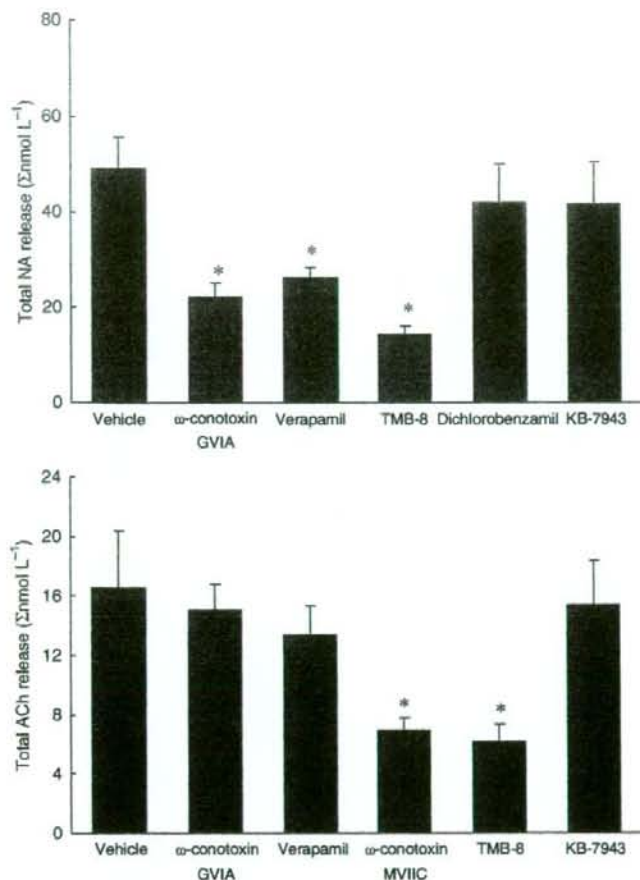 80
60
40
20
0
Total NA release (Σnmol L⁻¹)
*
*
*
Vehicle ω-conotoxin Verapamil TMB-8 Dichlorobenzamil KB-7943
GVIA
24
20
16
12
8
4
0
Total ACh release (Σnmol L⁻¹)
*
*
Vehicle ω-conotoxin Verapamil ω-conotoxin TMB-8 KB-7943
GVIA MVIIC